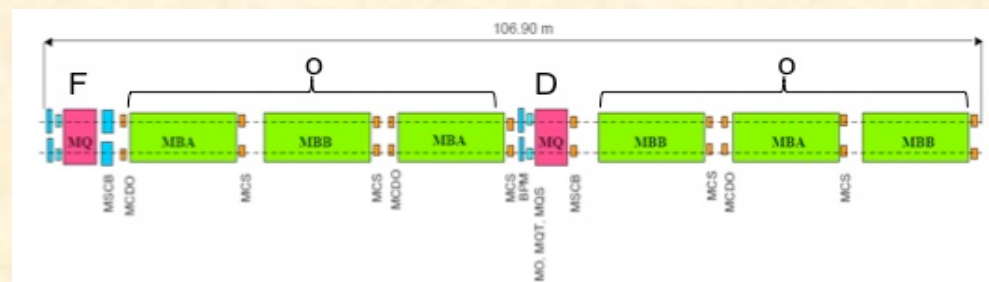 106.90 m
F O D O
MQ MBA MBB MBA MQ MBB MBA MBB
MSCB MCDO MCS MCS MCDO MCS BPM MO, MQT, MQS MSCB MCS MCDO MCS